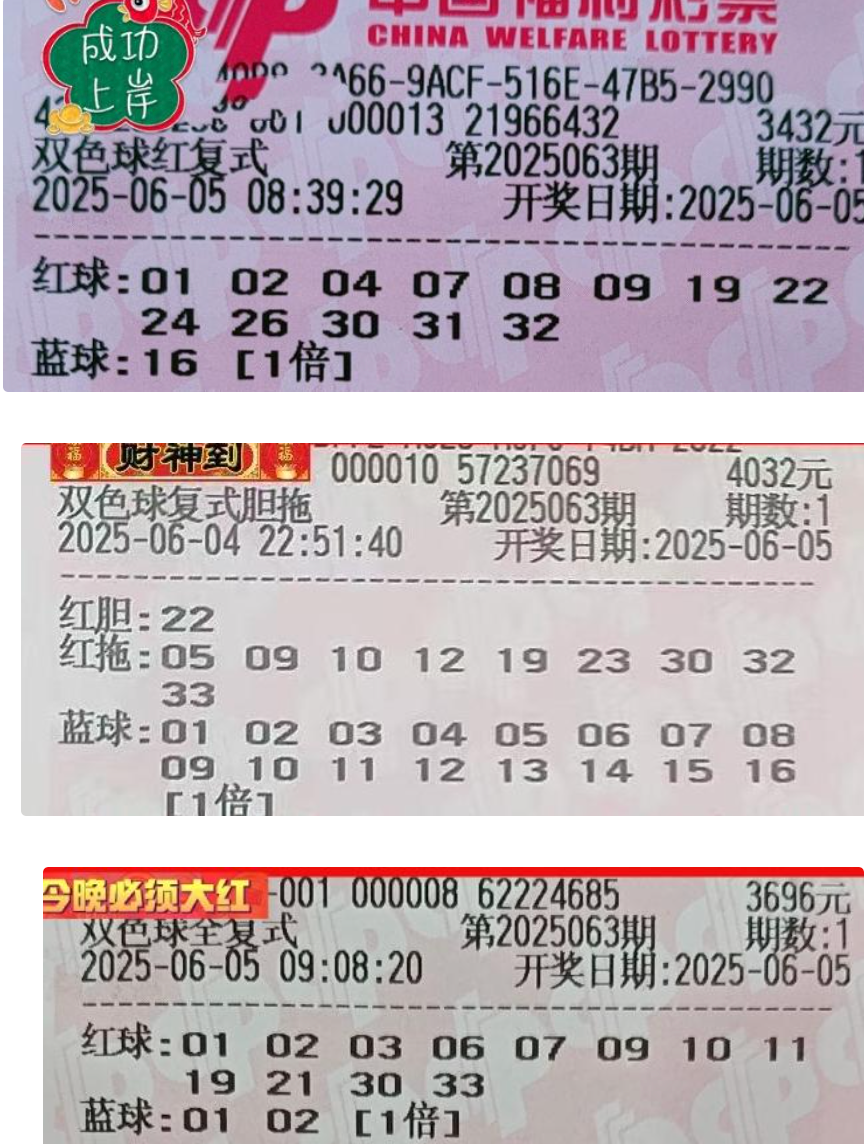 中国福利彩票
CHINA WELFARE LOTTERY
成功
上岸
66-9ACF-516E-47B5-2990
001 000013 21966432 3432元
双色球红复式 第2025063期 期数:1
2025-06-05 08:39:29 开奖日期:2025-06-05
红球:01 02 04 07 08 09 19 22
24 26 30 31 32
蓝球:16 [1倍]
财神到
000010 57237069 4032元
双色球复式胆拖 第2025063期 期数:1
2025-06-04 22:51:40 开奖日期:2025-06-05
红胆:22
红拖:05 09 10 12 19 23 30 32
33
蓝球:01 02 03 04 05 06 07 08
09 10 11 12 13 14 15 16
[1倍]
今晚必须大红 -001 000008 62224685 3696元
双色球全复式 第2025063期 期数:1
2025-06-05 09:08:20 开奖日期:2025-06-05
红球:01 02 03 06 07 09 10 11
19 21 30 33
蓝球:01 02 [1倍]